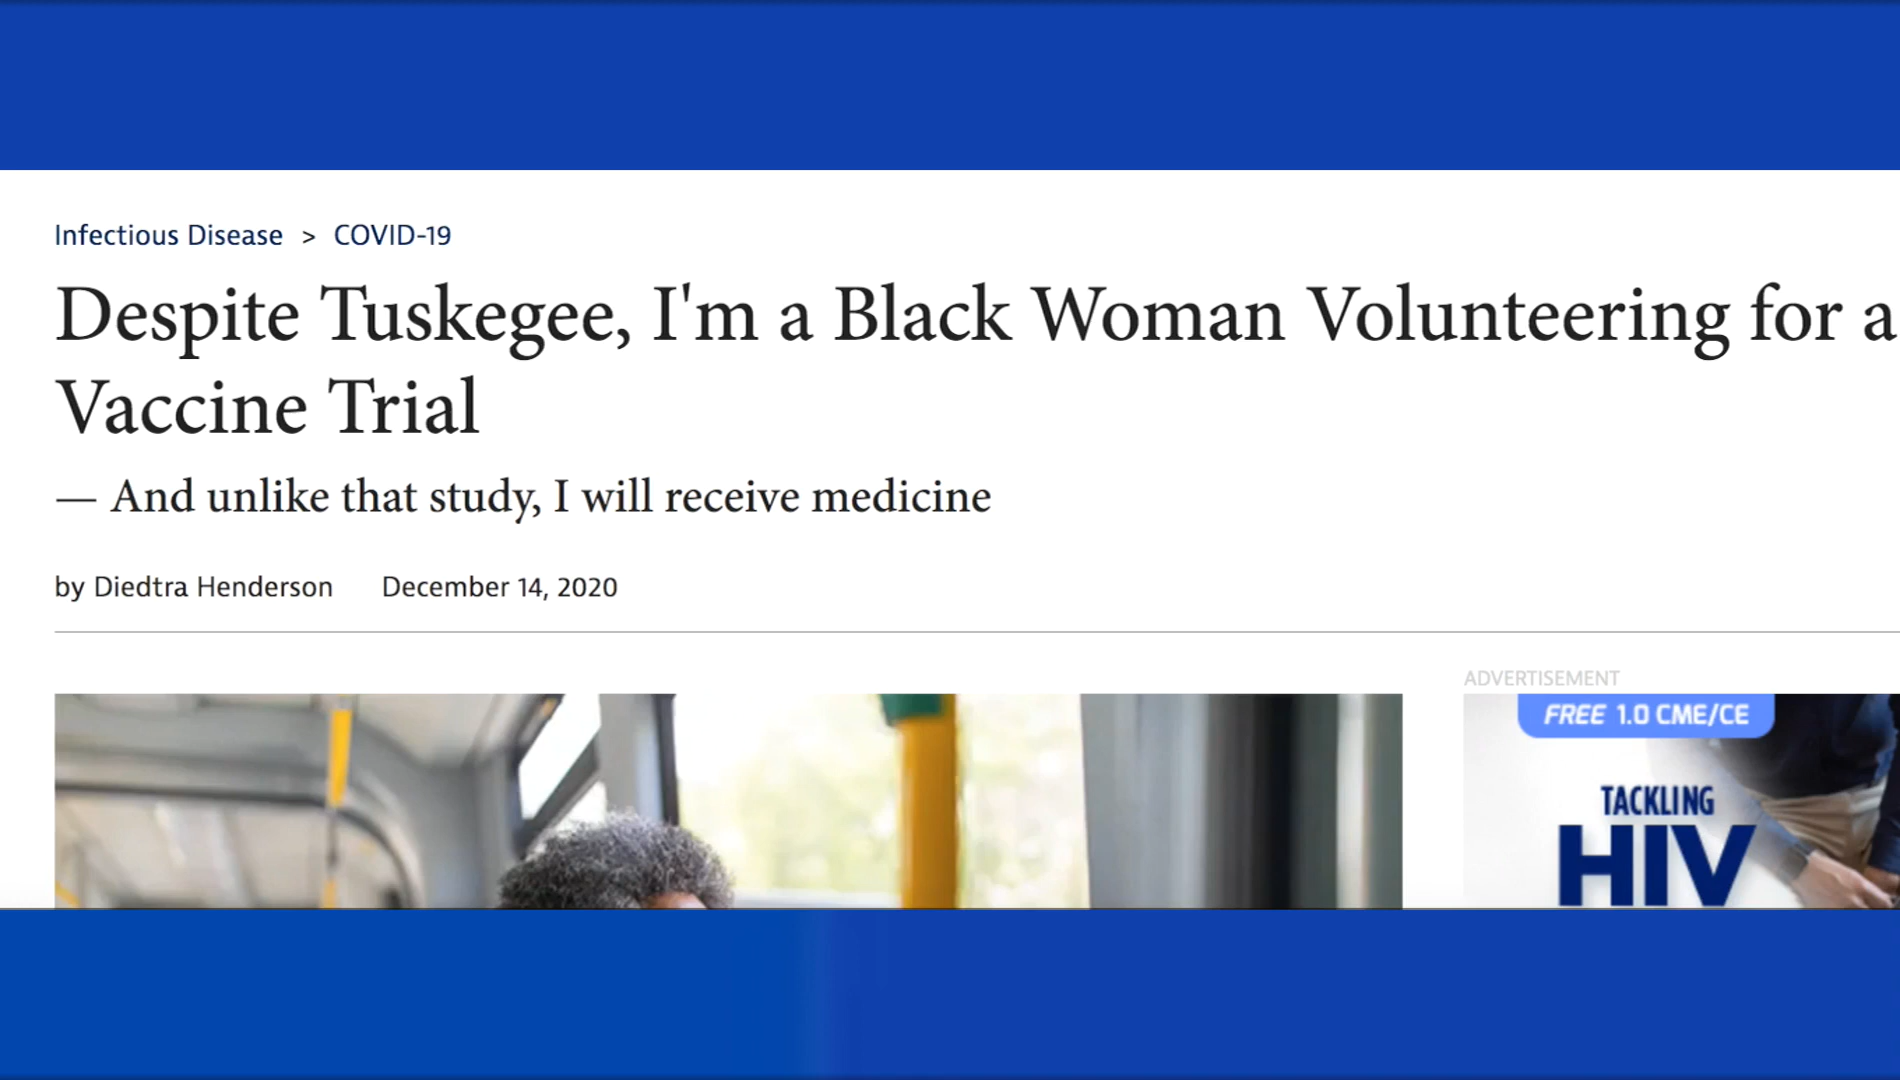 Infectious Disease > COVID-19
Despite Tuskegee, I'm a Black Woman Volunteering for a
Vaccine Trial
— And unlike that study, I will receive medicine
by Diedtra Henderson December 14, 2020
ADVERTISEMENT
FREE 1.0 CME/CE
TACKLING
HIV